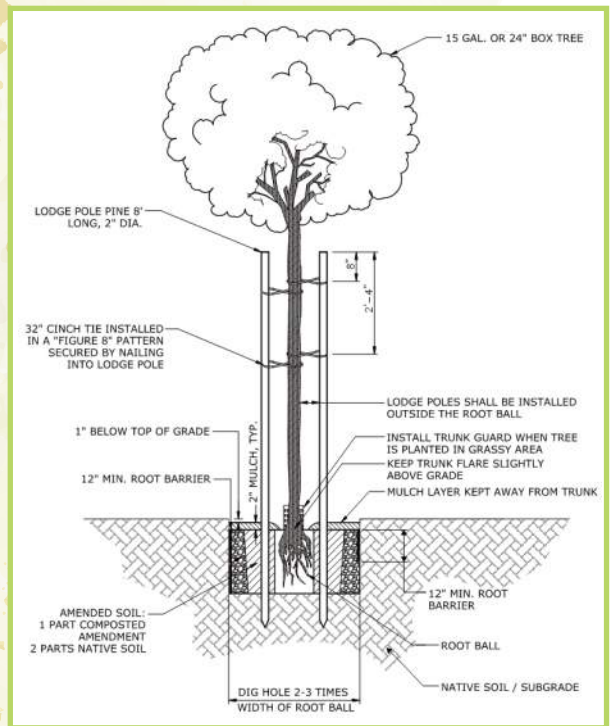 15 GAL. OR 24" BOX TREE
LODGE POLE PINE 8'
LONG, 2" DIA.
8"
2'-4"
32" CINCH TIE INSTALLED
IN A "FIGURE 8" PATTERN
SECURED BY NAILING
INTO LODGE POLE
LODGE POLES SHALL BE INSTALLED
OUTSIDE THE ROOT BALL
1" BELOW TOP OF GRADE
2" MULCH, TYP.
INSTALL TRUNK GUARD WHEN TREE
IS PLANTED IN GRASSY AREA
KEEP TRUNK FLARE SLIGHTLY
ABOVE GRADE
12" MIN. ROOT BARRIER
MULCH LAYER KEPT AWAY FROM TRUNK
12" MIN. ROOT
BARRIER
AMENDED SOIL:
1 PART COMPOSTED
AMENDMENT
2 PARTS NATIVE SOIL
ROOT BALL
NATIVE SOIL / SUBGRADE
DIG HOLE 2-3 TIMES
WIDTH OF ROOT BALL